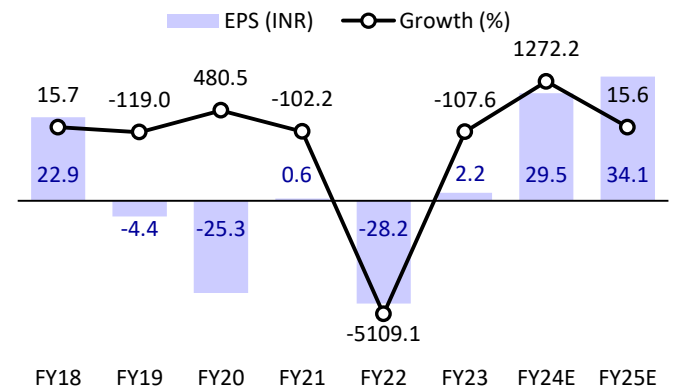 EPS (INR) Growth (%)
15.7 -119.0 480.5 -102.2 -5109.1 -107.6 1272.2 15.6
22.9 -4.4 -25.3 0.6 -28.2 2.2 29.5 34.1
FY18 FY19 FY20 FY21 FY22 FY23 FY24E FY25E